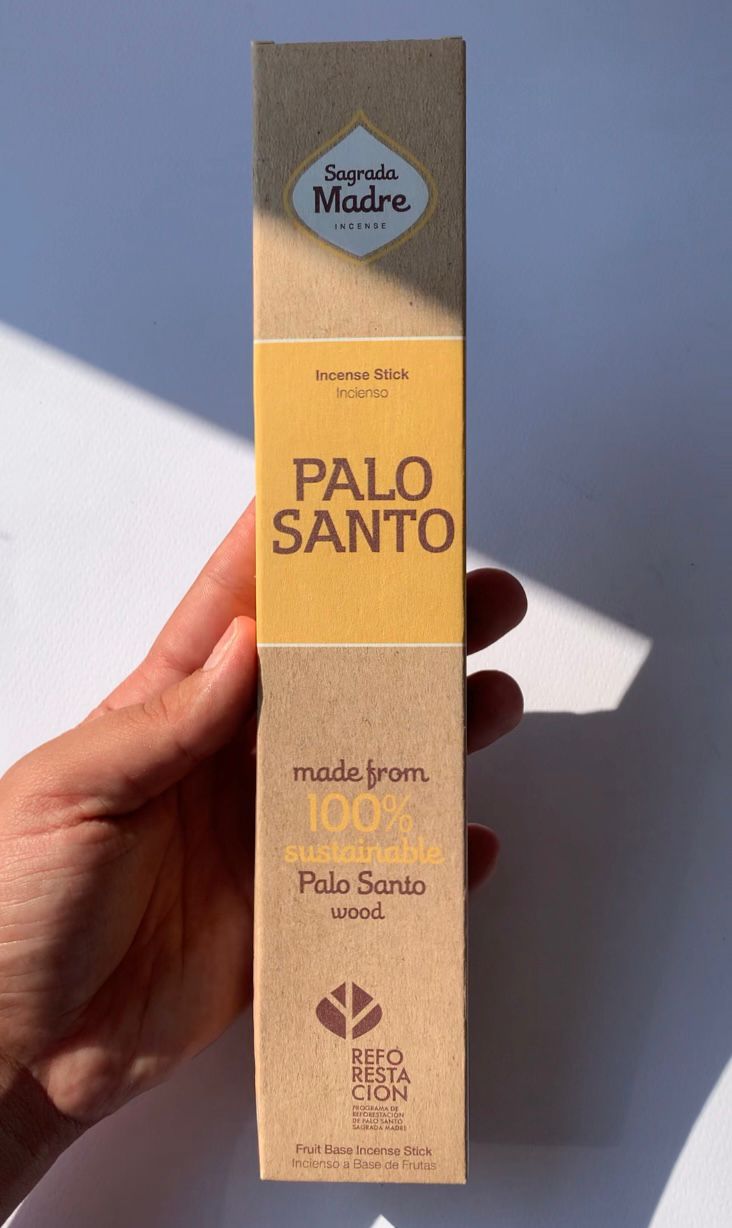 Sagrada
Madre
INCENSE
Incense Stick
Incienso
PALO
SANTO
made from
100%
sustainable
Palo Santo
wood
REFO
RESTA
CION
PROGRAMA DE
REFORESTACIÓN
DE PALO SANTO
SAGRADA MADRE
Fruit Base Incense Stick
Incienso a Base de Frutas